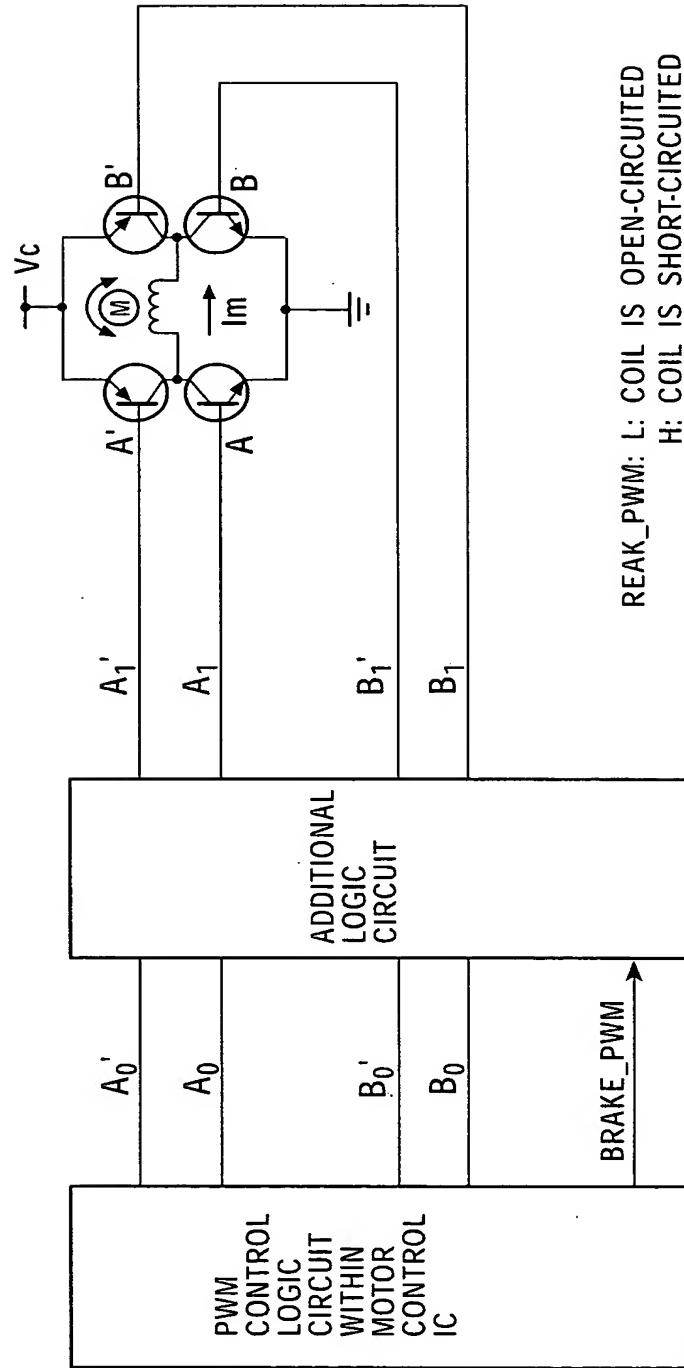 PWM
CONTROL
LOGIC
CIRCUIT
WITHIN
MOTOR
CONTROL
IC
A0'
A0
B0'
B0
BRAKE_PWM
ADDITIONAL
LOGIC
CIRCUIT
A1'
A1
B1'
B1
Vc
A'
A
B'
B
M
Im
REAK_PWM: L: COIL IS OPEN-CIRCUITED
H: COIL IS SHORT-CIRCUITED